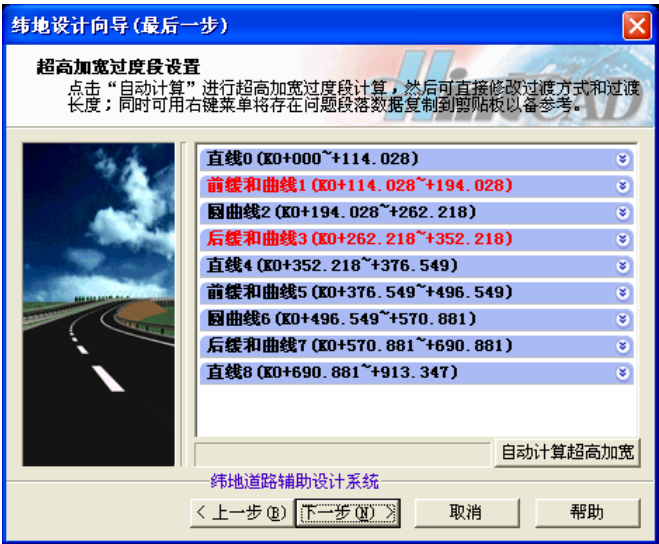 纬地设计向导(最后一步)
超高加宽过度段设置
点击“自动计算”进行超高加宽过度段计算，然后可直接修改过渡方式和过渡
长度；同时可用右键菜单将存在问题段落数据复制到剪贴板以备参考。
HintCAD
直线0(K0+000~+114.028)
前缓和曲线1(K0+114.028~+194.028)
圆曲线2(K0+194.028~+262.218)
后缓和曲线3(K0+262.218~+352.218)
直线4(K0+352.218~+376.549)
前缓和曲线5(K0+376.549~+496.549)
圆曲线6(K0+496.549~+570.881)
后缓和曲线7(K0+570.881~+690.881)
直线8(K0+690.881~+913.347)
自动计算超高加宽
纬地道路辅助设计系统
<上一步(B) 下一步(N)> 取消 帮助